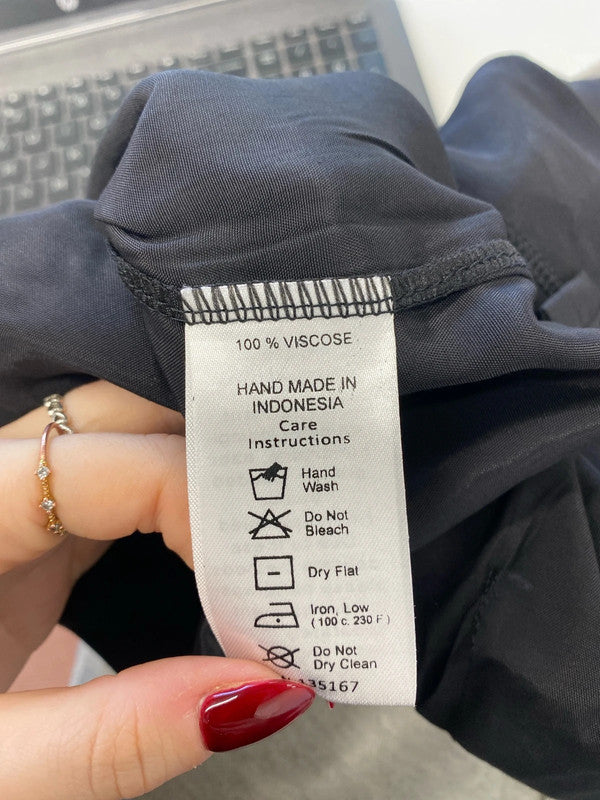 100 % VISCOSE
HAND MADE IN
INDONESIA
Care
Instructions
Hand
Wash
Do Not
Bleach
Dry Flat
Iron, Low
( 100 c. 230 F )
Do Not
Dry Clean